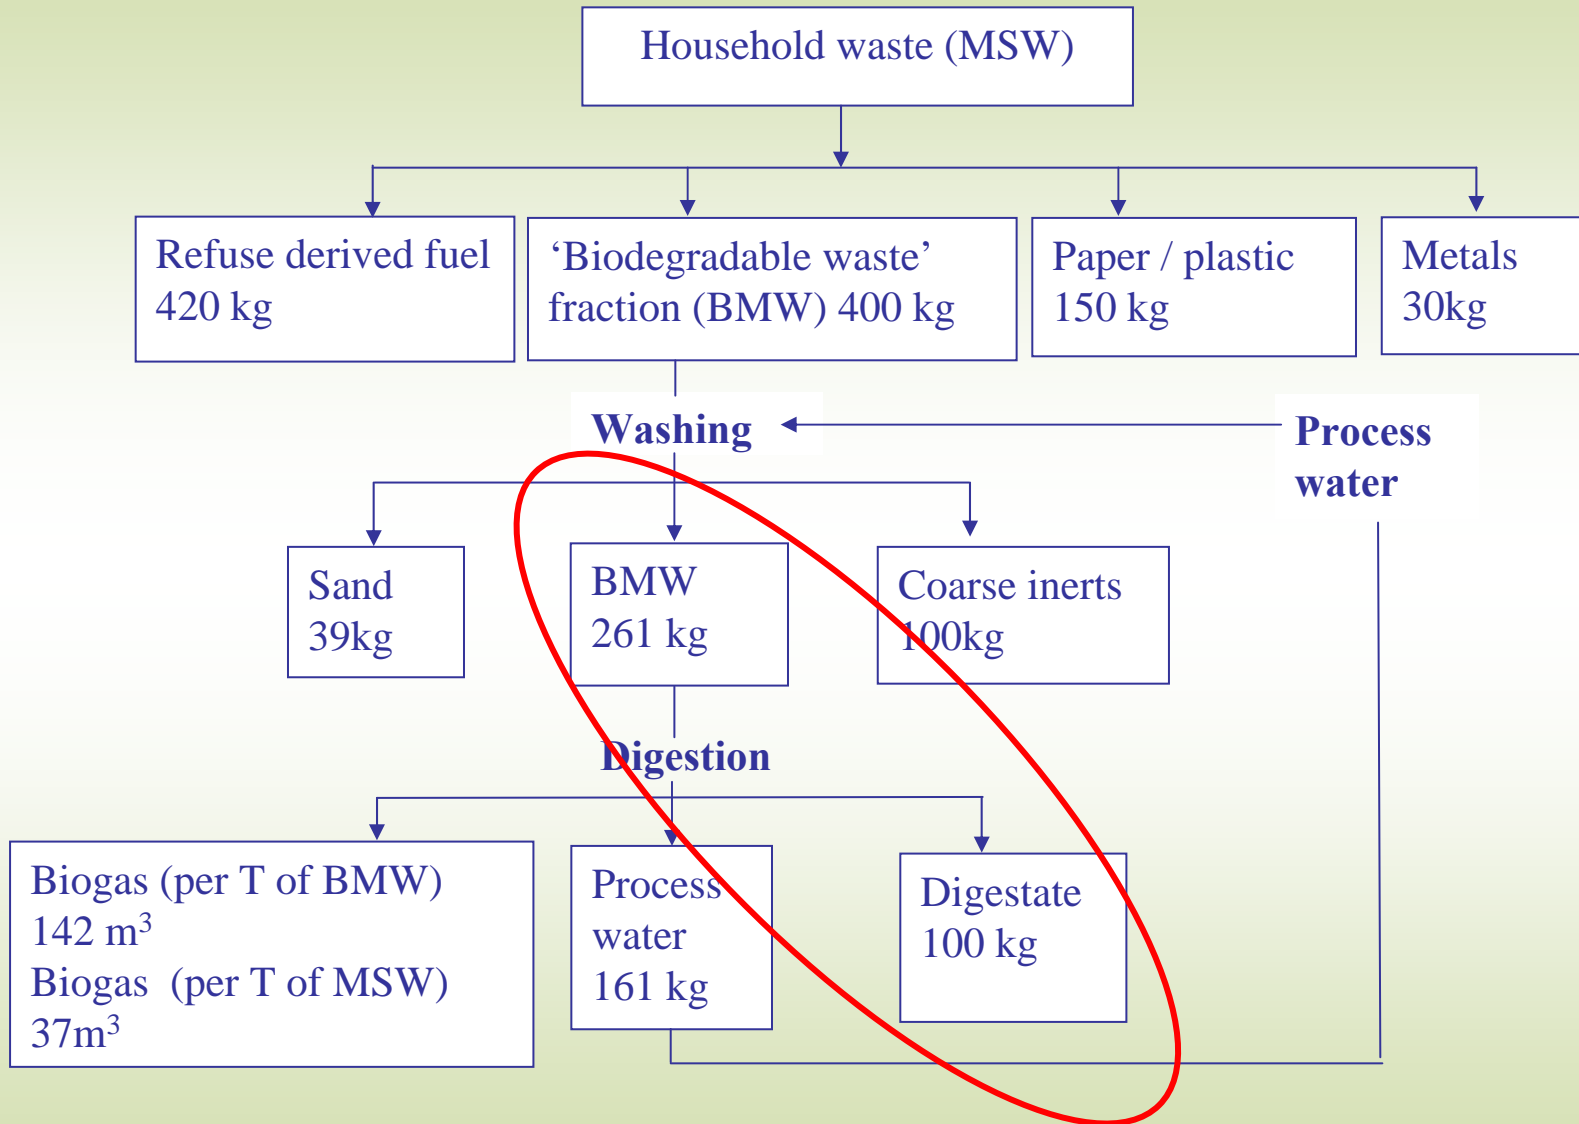 Household waste (MSW)
Refuse derived fuel
420 kg
‘Biodegradable waste’
fraction (BMW) 400 kg
Paper / plastic
150 kg
Metals
30kg
Washing
Process
water
Sand
39kg
BMW
261 kg
Coarse inerts
100kg
Digestion
Biogas (per T of BMW)
142 m³
Biogas (per T of MSW)
37m³
Process
water
161 kg
Digestate
100 kg